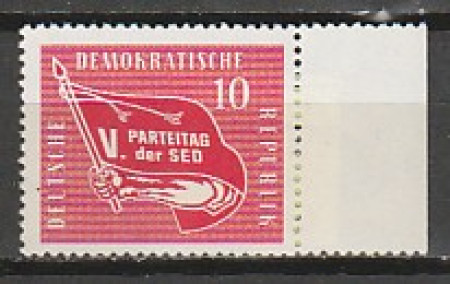 DEUTSCHE
DEMOKRATISCHE
REPUBLIK
10
V. PARTEITAG
der SED